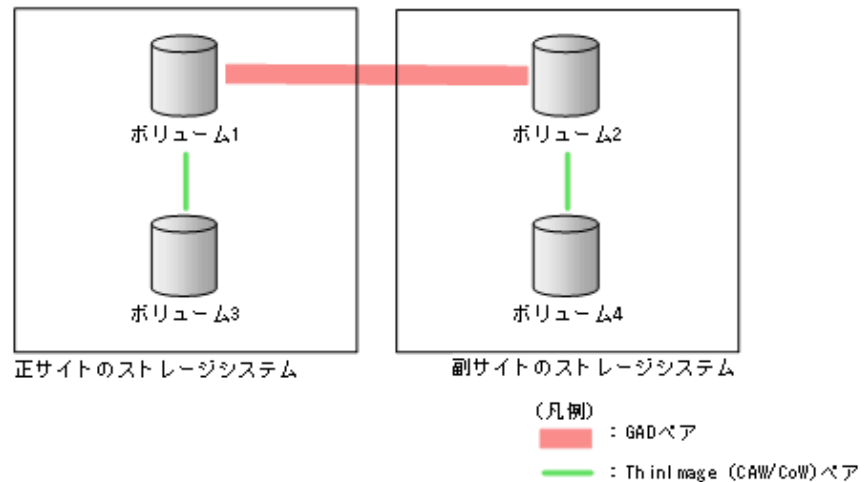 ボリューム1
ボリューム2
ボリューム3
ボリューム4
正サイトのストレージシステム
副サイトのストレージシステム
(凡例)
：GADペア
：ThinImage (CAW/CoW)ペア